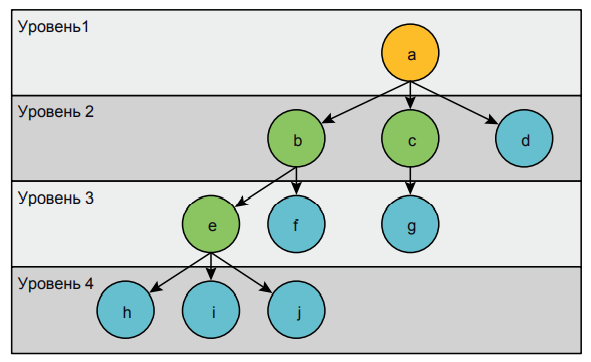 Уровень1
a
Уровень 2
b c d
Уровень 3
e f g
Уровень 4
h i j